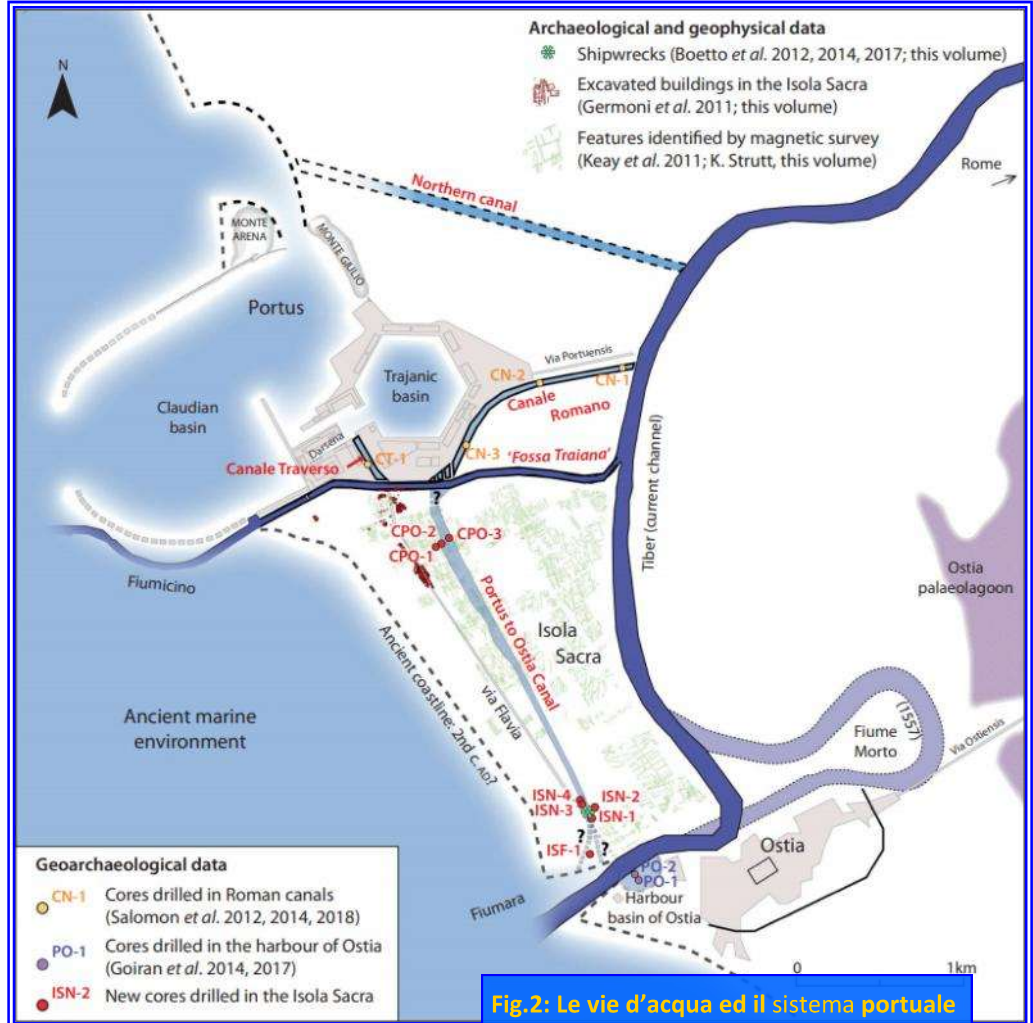 Archaeological and geophysical data
Shipwrecks (Boetto et al. 2012, 2014, 2017; this volume)
Excavated buildings in the Isola Sacra
(Germoni et al. 2011; this volume)
Features identified by magnetic survey
(Keay et al. 2011; K. Strutt, this volume)
N
Rome
Northern canal
MONTE
ARENA
MONTE GIULIO
Portus
Via Portuensis
CN-2
CN-1
Trajanic
basin
Canale
Romano
Claudian
basin
Darsena
CN-3
'Fossa Traiana'
CT-1
Canale Traverso
?
CPO-2
CPO-3
CPO-1
Tiber (current channel)
Fiumicino
Ostia
palaeolagoon
Portus to Ostia Canal
Isola
Sacra
Ancient coastline: 2nd c. AD?
via Flavia
Ancient marine
environment
(1557)
Fiume
Morto
Via Ostiensis
ISN-4
ISN-2
ISN-3
ISN-1
?
?
ISF-1
Ostia
PO-2
PO-1
Harbour
basin of Ostia
Fiumara
Geoarchaeological data
CN-1 Cores drilled in Roman canals
(Salomon et al. 2012, 2014, 2018)
PO-1 Cores drilled in the harbour of Ostia
(Goiran et al. 2014, 2017)
ISN-2 New cores drilled in the Isola Sacra
0 1km
Fig.2: Le vie d'acqua ed il sistema portuale